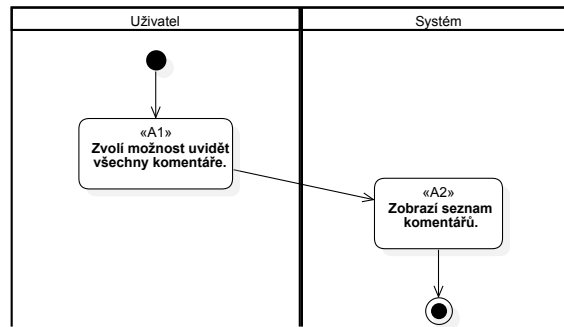 Uživatel
Systém
«A1»
Zvolí možnost uvidět
všechny komentáře.
«A2»
Zobrazí seznam
komentářů.